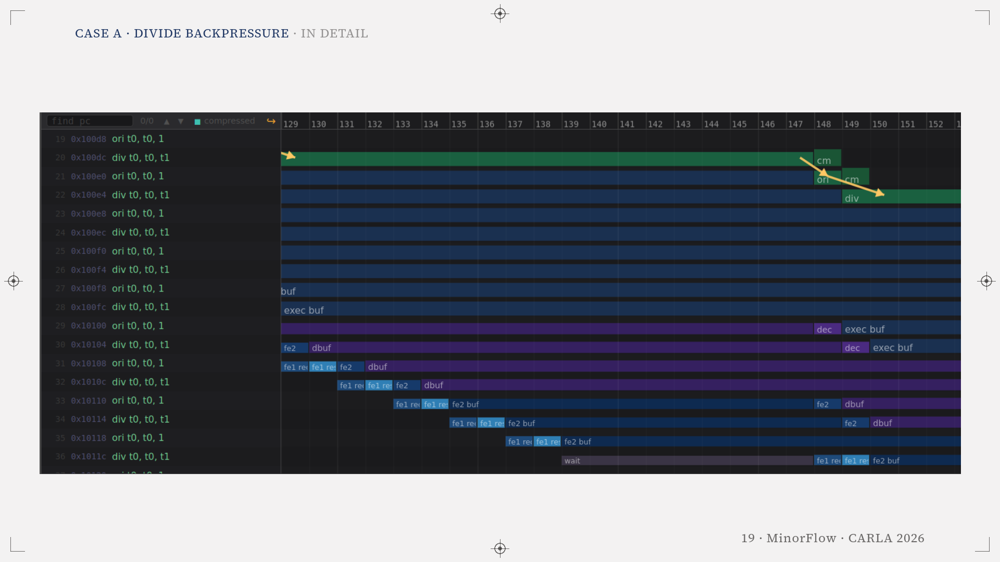 CASE A · DIVIDE BACKPRESSURE · IN DETAIL
find pc 0/0 ▲ ▼ compressed ↪ 129 130 131 132 133 134 135 136 137 138 139 140 141 142 143 144 145 146 147 148 149 150 151 152
19 0x100d8 ori t0, t0, 1
20 0x100dc div t0, t0, t1 cm
21 0x100e0 ori t0, t0, 1 ori cm
22 0x100e4 div t0, t0, t1 div
23 0x100e8 ori t0, t0, 1
24 0x100ec div t0, t0, t1
25 0x100f0 ori t0, t0, 1
26 0x100f4 div t0, t0, t1
27 0x100f8 ori t0, t0, 1 buf
28 0x100fc div t0, t0, t1 exec buf
29 0x10100 ori t0, t0, 1 dec exec buf
30 0x10104 div t0, t0, t1 fe2 dbuf dec exec buf
31 0x10108 ori t0, t0, 1 fe1 re fe1 re fe2 dbuf
32 0x1010c div t0, t0, t1 fe1 re fe1 re fe2 dbuf
33 0x10110 ori t0, t0, 1 fe1 re fe1 re fe2 buf fe2 dbuf
34 0x10114 div t0, t0, t1 fe1 re fe1 re fe2 buf fe2 dbuf
35 0x10118 ori t0, t0, 1 fe1 re fe1 re fe2 buf
36 0x1011c div t0, t0, t1 wait fe1 re fe1 re fe2 buf
19 · MinorFlow · CARLA 2026